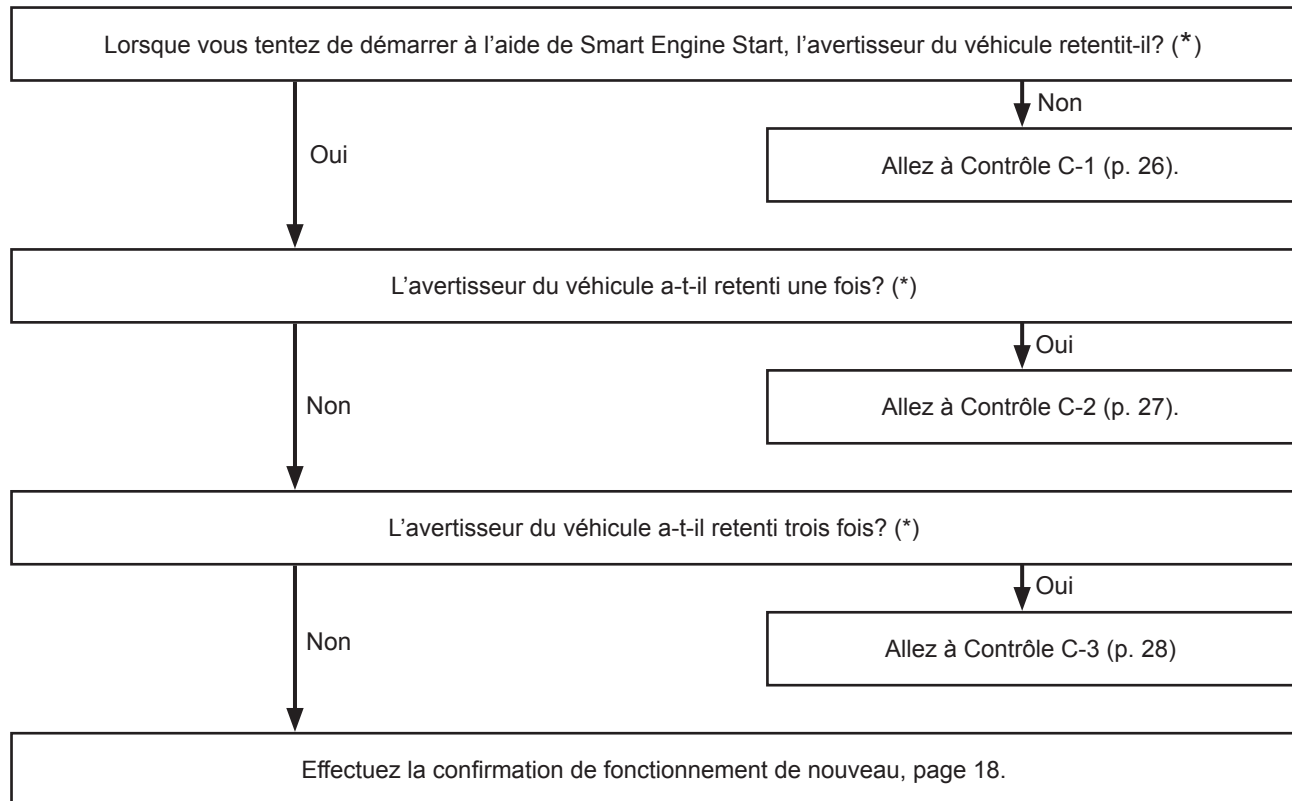 Lorsque vous tentez de démarrer à l’aide de Smart Engine Start, l’avertisseur du véhicule retentit-il? (*)
Non
Oui
Allez à Contrôle C-1 (p. 26).
L’avertisseur du véhicule a-t-il retenti une fois? (*)
Oui
Non
Allez à Contrôle C-2 (p. 27).
L’avertisseur du véhicule a-t-il retenti trois fois? (*)
Oui
Non
Allez à Contrôle C-3 (p. 28)
Effectuez la confirmation de fonctionnement de nouveau, page 18.